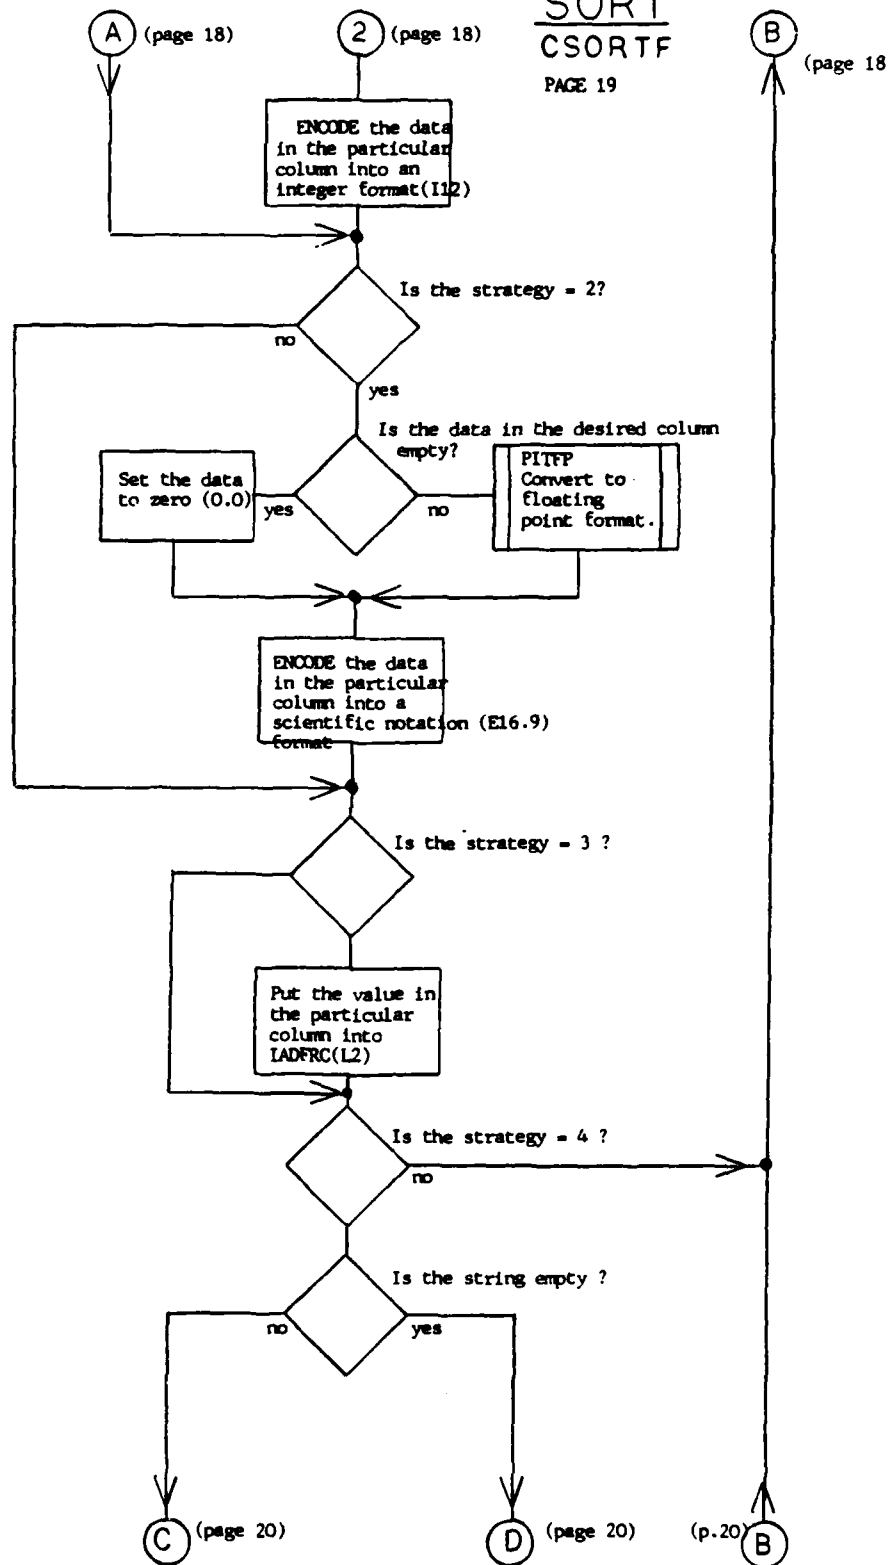 SORT
CSORTF
PAGE 19
A (page 18)
2 (page 18)
B
(page 18
ENCODE the data
in the particular
column into an
integer format(I12)
Is the strategy = 2?
no
yes
Is the data in the desired column
empty?
Set the data
to zero (0.0)
yes
no
PITFP
Convert to
floating
point format.
ENCODE the data
in the particular
column into a
scientific notation (E16.9)
format
Is the strategy = 3 ?
Put the value in
the particular
column into
IADFRC(L2)
Is the strategy = 4 ?
no
Is the string empty ?
no
yes
C (page 20)
D (page 20)
(p.20) B